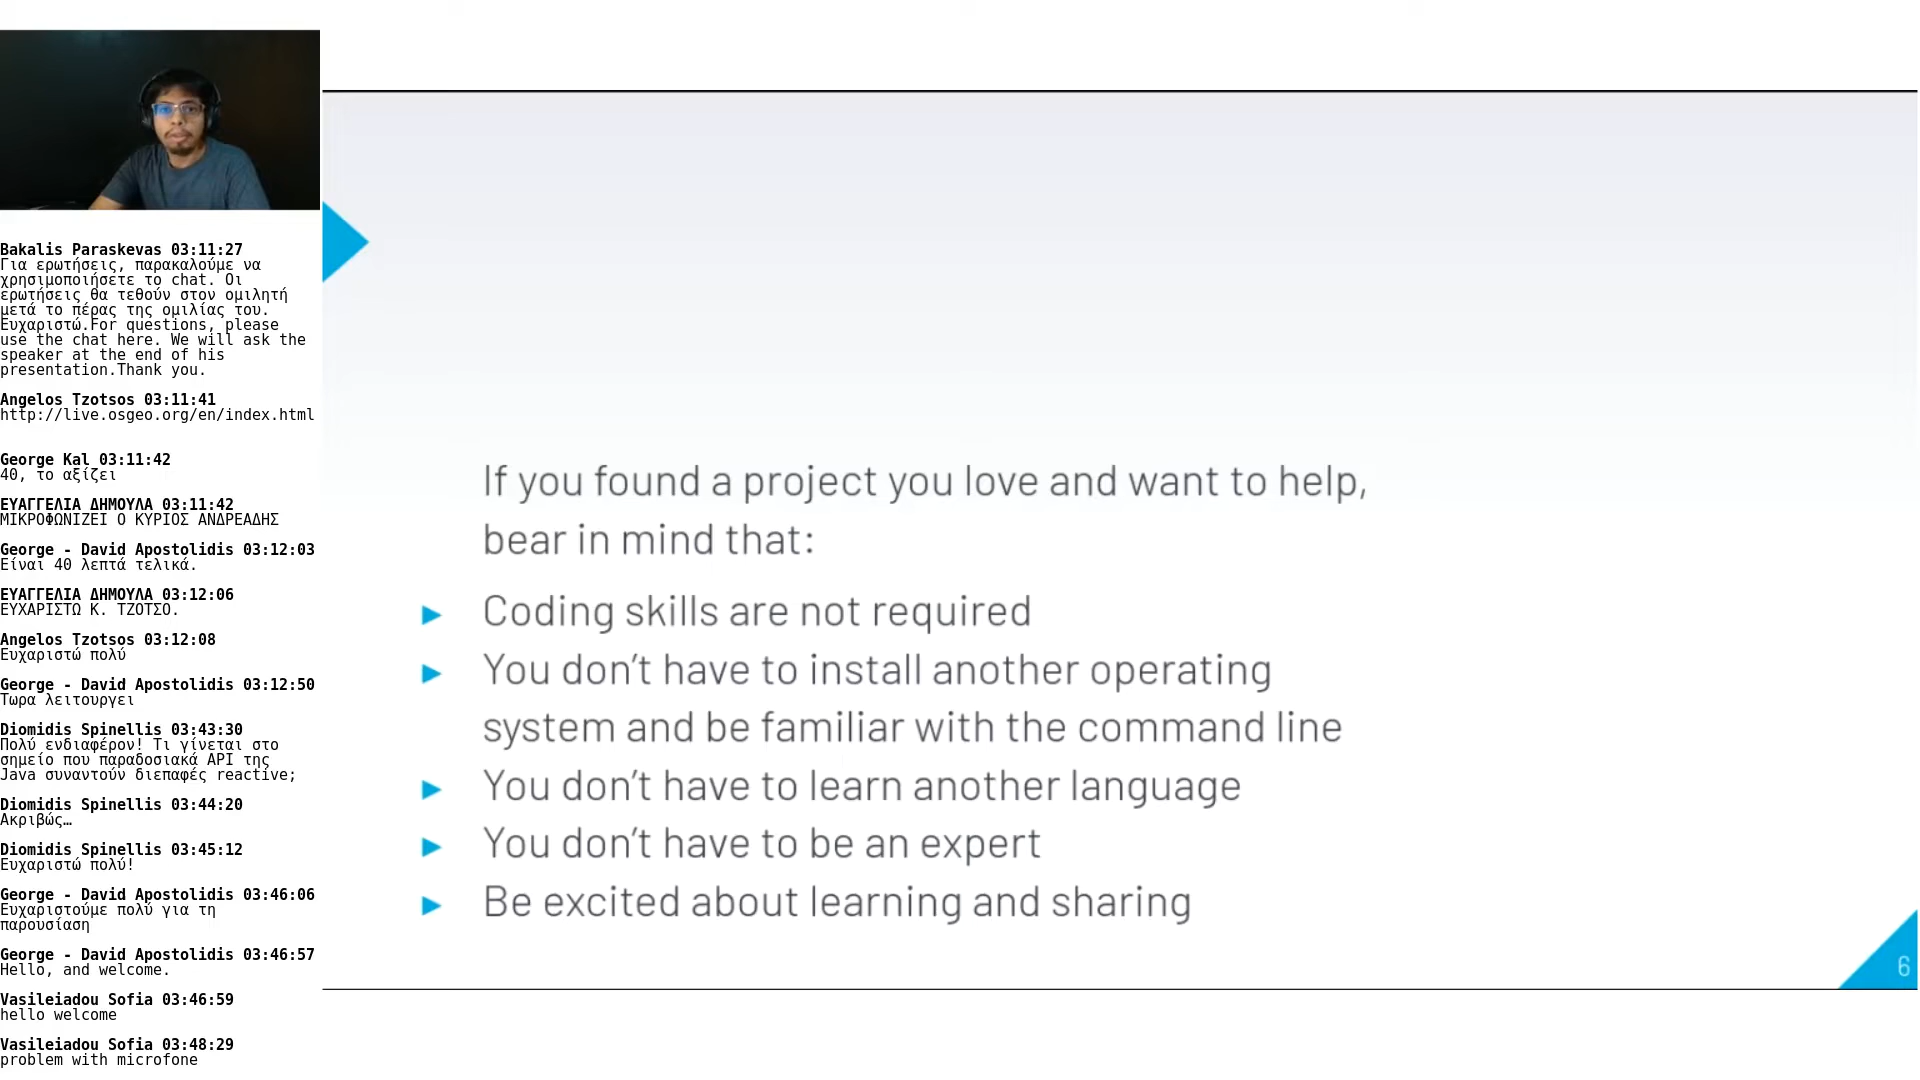 Bakalis Paraskevas 03:11:27
Για ερωτήσεις, παρακαλούμε να
χρησιμοποιήσετε το chat. Οι
ερωτήσεις θα τεθούν στον ομιλητή
μετά το πέρας της ομιλίας του.
Ευχαριστώ.For questions, please
use the chat here. We will ask the
speaker at the end of his
presentation.Thank you.
Angelos Tzotsos 03:11:41
http://live.osgeo.org/en/index.html
George Kal 03:11:42
40, το αξίζει
ΕΥΑΓΓΕΛΙΑ ΔΗΜΟΥΛΑ 03:11:42
ΜΙΚΡΟΦΩΝΙΖΕΙ Ο ΚΥΡΙΟΣ ΑΝΔΡΕΑΔΗΣ
George - David Apostolidis 03:12:03
Είναι 40 λεπτά τελικά.
ΕΥΑΓΓΕΛΙΑ ΔΗΜΟΥΛΑ 03:12:06
ΕΥΧΑΡΙΣΤΩ Κ. ΤΖΟΤΣΟ.
Angelos Tzotsos 03:12:08
Ευχαριστώ πολύ
George - David Apostolidis 03:12:50
Τωρα λειτουργει
Diomidis Spinellis 03:43:30
Πολύ ενδιαφέρον! Τι γίνεται στο
σημείο που παραδοσιακά API της
Java συναντούν διεπαφές reactive;
Diomidis Spinellis 03:44:20
Ακριβώς…
Diomidis Spinellis 03:45:12
Ευχαριστώ πολύ!
George - David Apostolidis 03:46:06
Ευχαριστούμε πολύ για τη
παρουσίαση
George - David Apostolidis 03:46:57
Hello, and welcome.
Vasileiadou Sofia 03:46:59
hello welcome
Vasileiadou Sofia 03:48:29
problem with microfone
If you found a project you love and want to help,
bear in mind that:
► Coding skills are not required
► You don’t have to install another operating
system and be familiar with the command line
► You don’t have to learn another language
► You don’t have to be an expert
► Be excited about learning and sharing
6